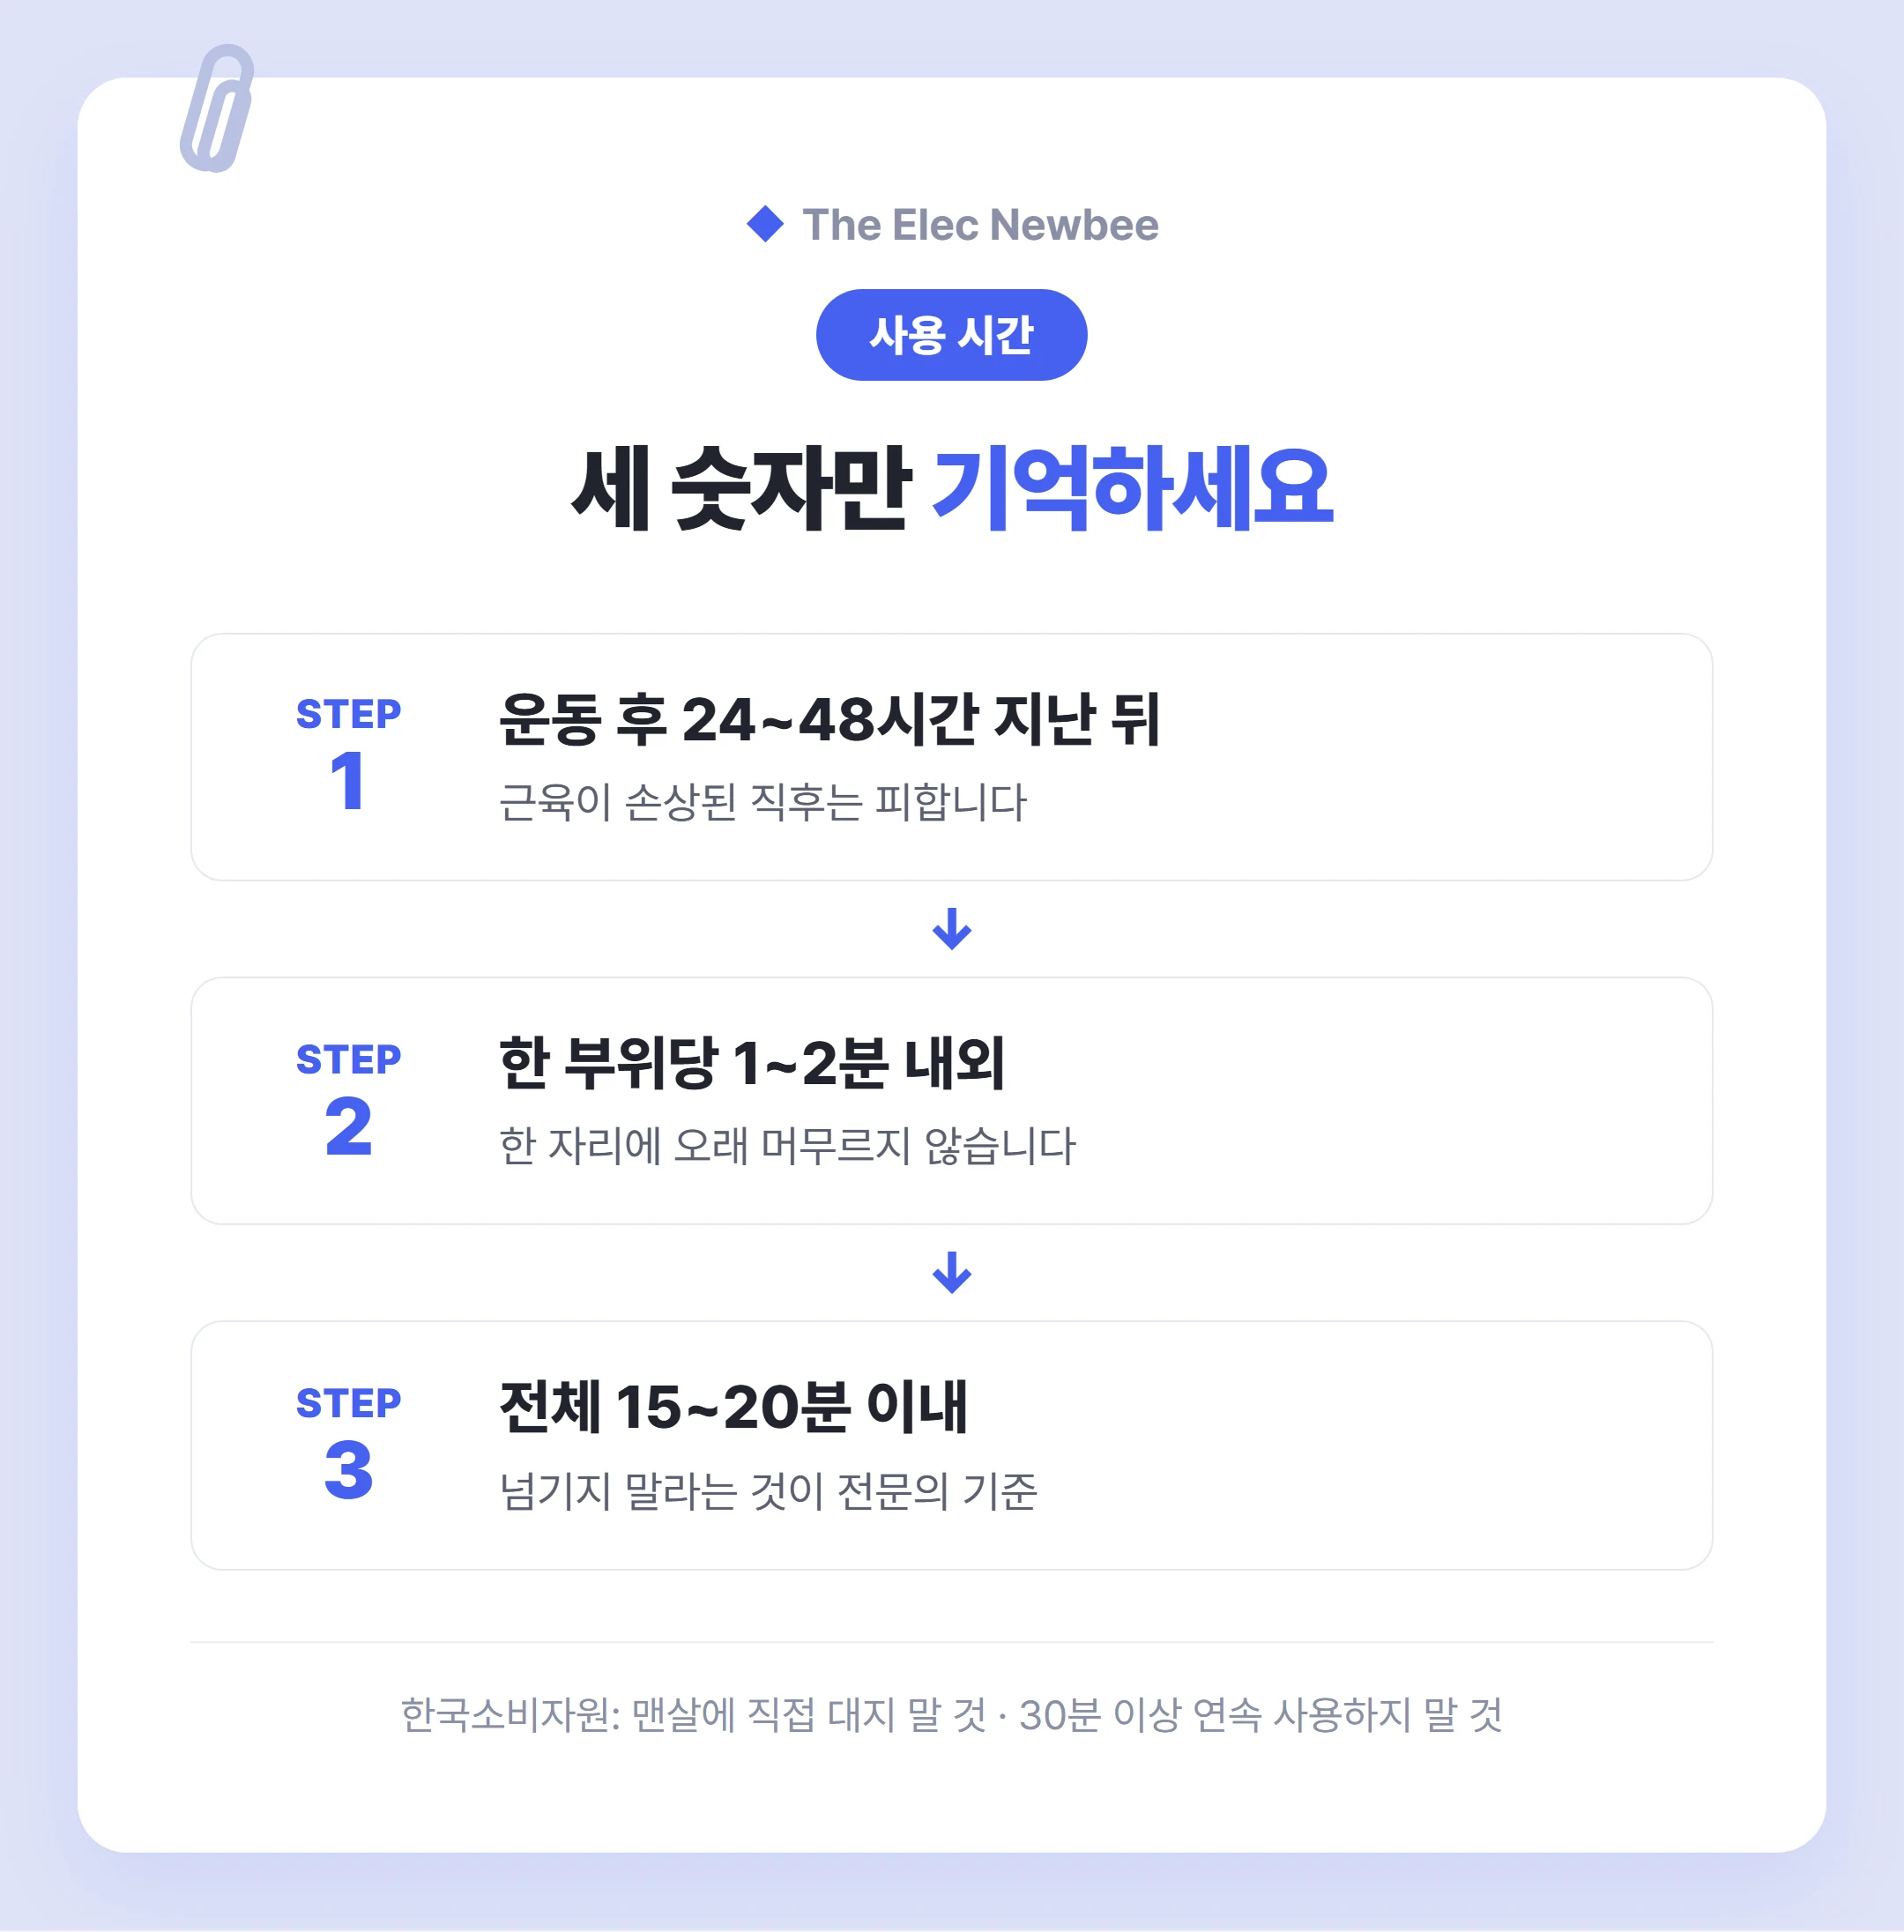 The Elec Newbee
사용 시간
세 숫자만 기억하세요
STEP
1
운동 후 24~48시간 지난 뒤
근육이 손상된 직후는 피합니다
STEP
2
한 부위당 1~2분 내외
한 자리에 오래 머무르지 않습니다
STEP
3
전체 15~20분 이내
넘기지 말라는 것이 전문의 기준
한국소비자원: 맨살에 직접 대지 말 것 · 30분 이상 연속 사용하지 말 것